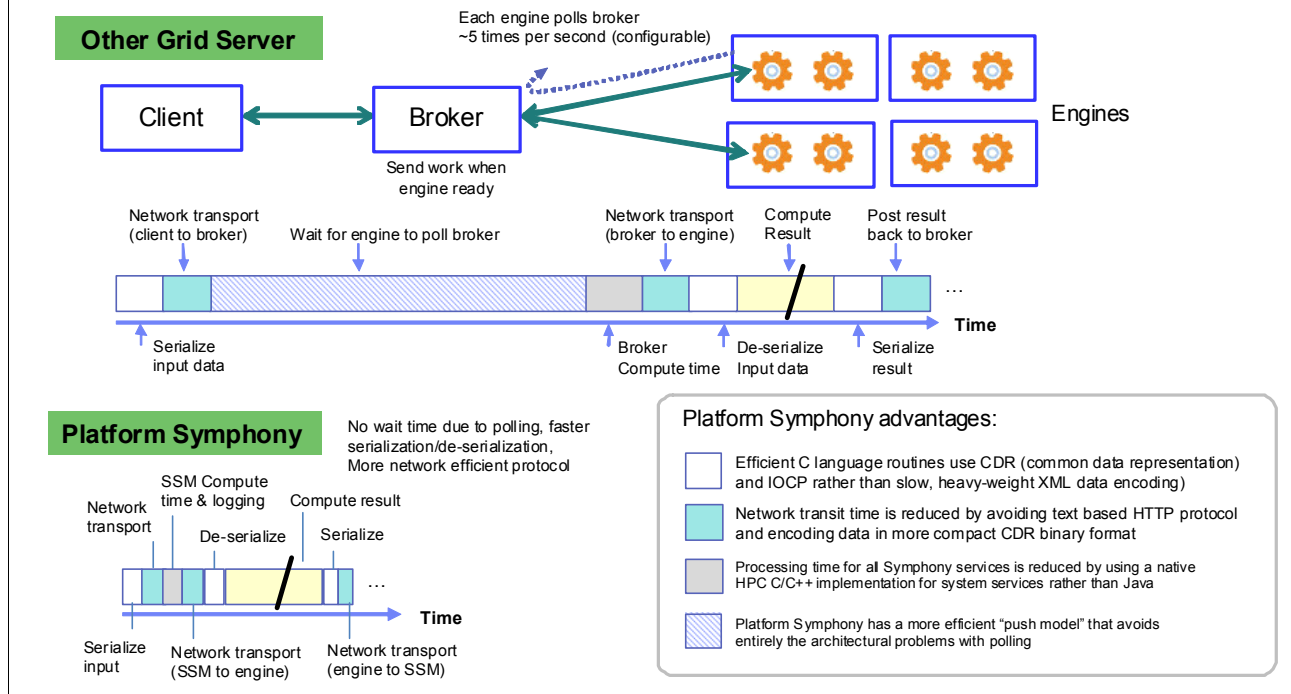 Other Grid Server
Each engine polls broker
~5 times per second (configurable)
Client
Broker
Engines
Send work when
engine ready
Network transport
(client to broker)
Wait for engine to poll broker
Network transport
(broker to engine)
Compute
Result
Post result
back to broker
...
Time
Serialize
input data
Broker
Compute time
De-serialize
Input data
Serialize
result
Platform Symphony
No wait time due to polling, faster
serialization/de-serialization,
More network efficient protocol
SSM Compute
time & logging
Compute result
Network
transport
De-serialize
Serialize
...
Time
Serialize
input
Network transport
(SSM to engine)
Network transport
(engine to SSM)
Platform Symphony advantages:
Efficient C language routines use CDR (common data representation)
and IOCP rather than slow, heavy-weight XML data encoding)
Network transit time is reduced by avoiding text based HTTP protocol
and encoding data in more compact CDR binary format
Processing time for all Symphony services is reduced by using a native
HPC C/C++ implementation for system services rather than Java
Platform Symphony has a more efficient “push model” that avoids
entirely the architectural problems with polling